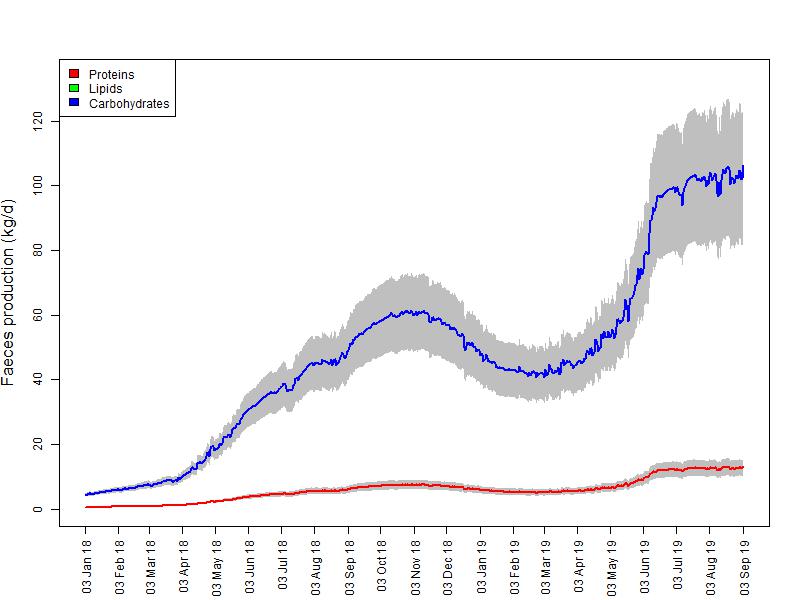 Proteins
Lipids
Carbohydrates
Faeces production (kg/d)
120
100
80
60
40
20
0
03 Jan 18
03 Feb 18
03 Mar 18
03 Apr 18
03 May 18
03 Jun 18
03 Jul 18
03 Aug 18
03 Sep 18
03 Oct 18
03 Nov 18
03 Dec 18
03 Jan 19
03 Feb 19
03 Mar 19
03 Apr 19
03 May 19
03 Jun 19
03 Jul 19
03 Aug 19
03 Sep 19